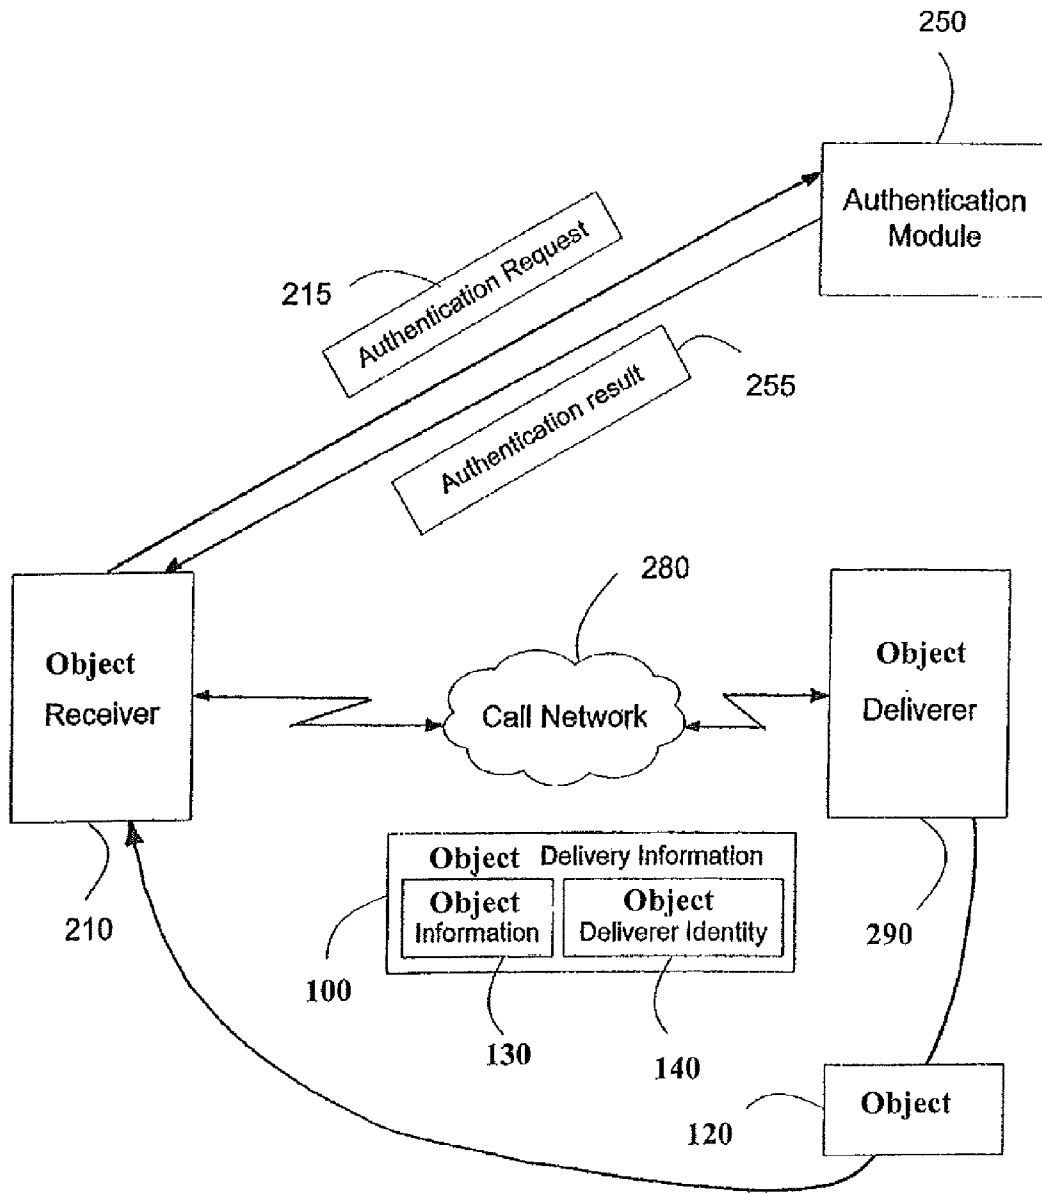 250
Authentication
Module
Authentication Request
215
Authentication result
255
280
Object
Receiver
Call Network
Object
Deliverer
210
Object Delivery Information
Object
Information
Object
Deliverer Identity
290
100
130
140
Object
120